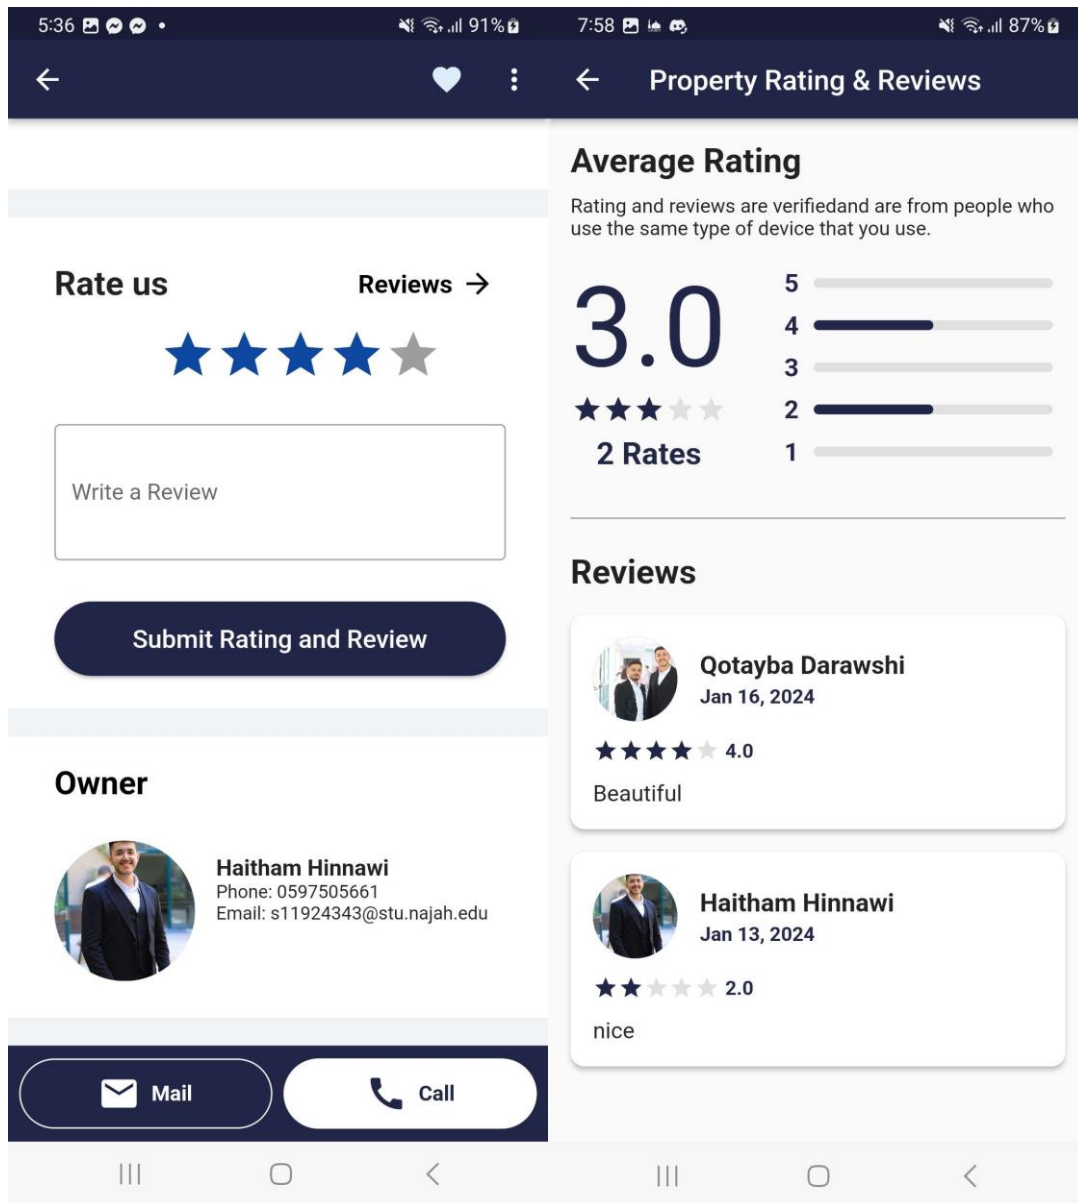 5:36
91%
Rate us
Reviews
Write a Review
Submit Rating and Review
Owner
Haitham Hinnawi
Phone: 0597505661
Email: s11924343@stu.najah.edu
Mail
Call
7:58
87%
Property Rating & Reviews
Average Rating
Rating and reviews are verifiedand are from people who
use the same type of device that you use.
3.0
2 Rates
5
4
3
2
1
Reviews
Qotayba Darawshi
Jan 16, 2024
4.0
Beautiful
Haitham Hinnawi
Jan 13, 2024
2.0
nice